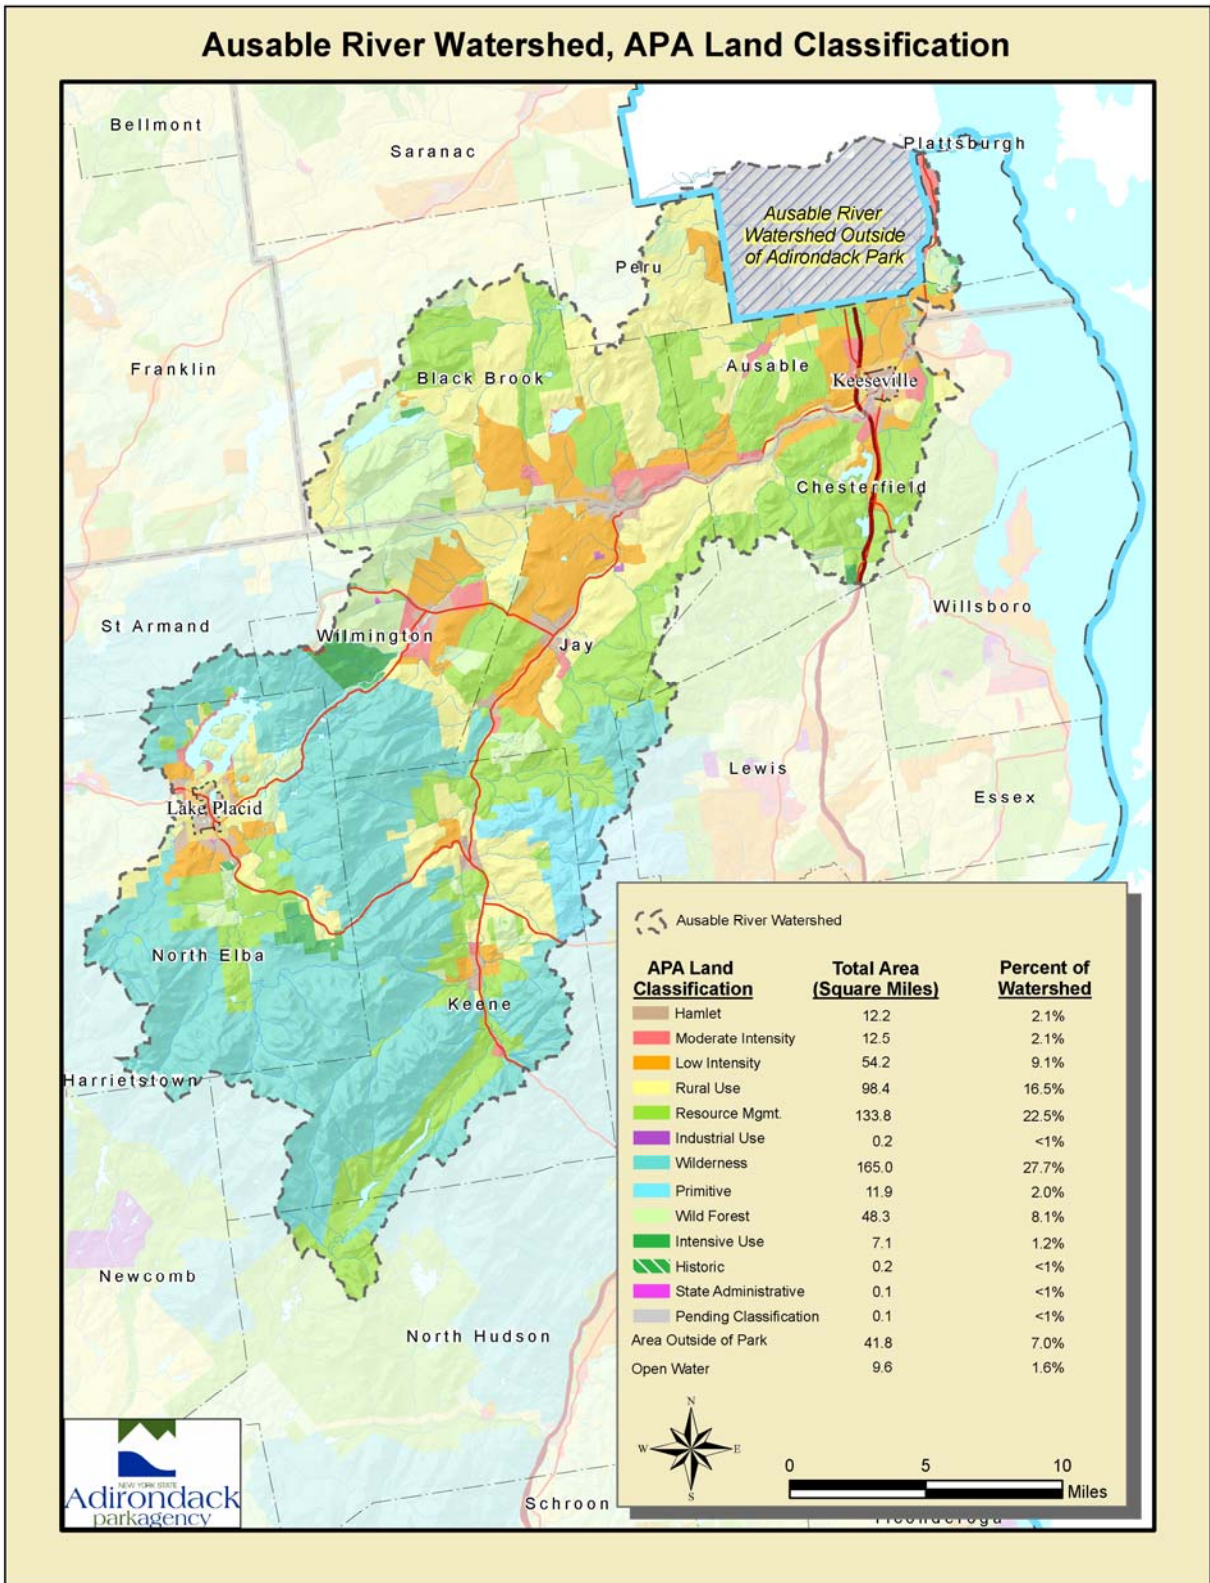 Ausable River Watershed, APA Land Classification
Bellmont
Saranac
Plattsburgh
Ausable River
Watershed Outside
of Adirondack Park
Peru
Franklin
Black Brook
Ausable
Keeseville
Chesterfield
Willsboro
St Armand
Wilmington
Jay
Lewis
Essex
Lake Placid
North Elba
Keene
Harrietstown
Newcomb
North Hudson
Schroon
Ticonderoga
Ausable River Watershed
APA Land Classification Total Area (Square Miles) Percent of Watershed
Hamlet 12.2 2.1%
Moderate Intensity 12.5 2.1%
Low Intensity 54.2 9.1%
Rural Use 98.4 16.5%
Resource Mgmt. 133.8 22.5%
Industrial Use 0.2 <1%
Wilderness 165.0 27.7%
Primitive 11.9 2.0%
Wild Forest 48.3 8.1%
Intensive Use 7.1 1.2%
Historic 0.2 <1%
State Administrative 0.1 <1%
Pending Classification 0.1 <1%
Area Outside of Park 41.8 7.0%
Open Water 9.6 1.6%
N
W E
S
0 5 10
Miles
NEW YORK STATE
Adirondack
parkagency